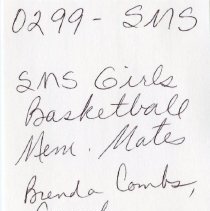 0299 - SMS
SMS Girls
Basketball
Mem. Mates
Brenda Combs,